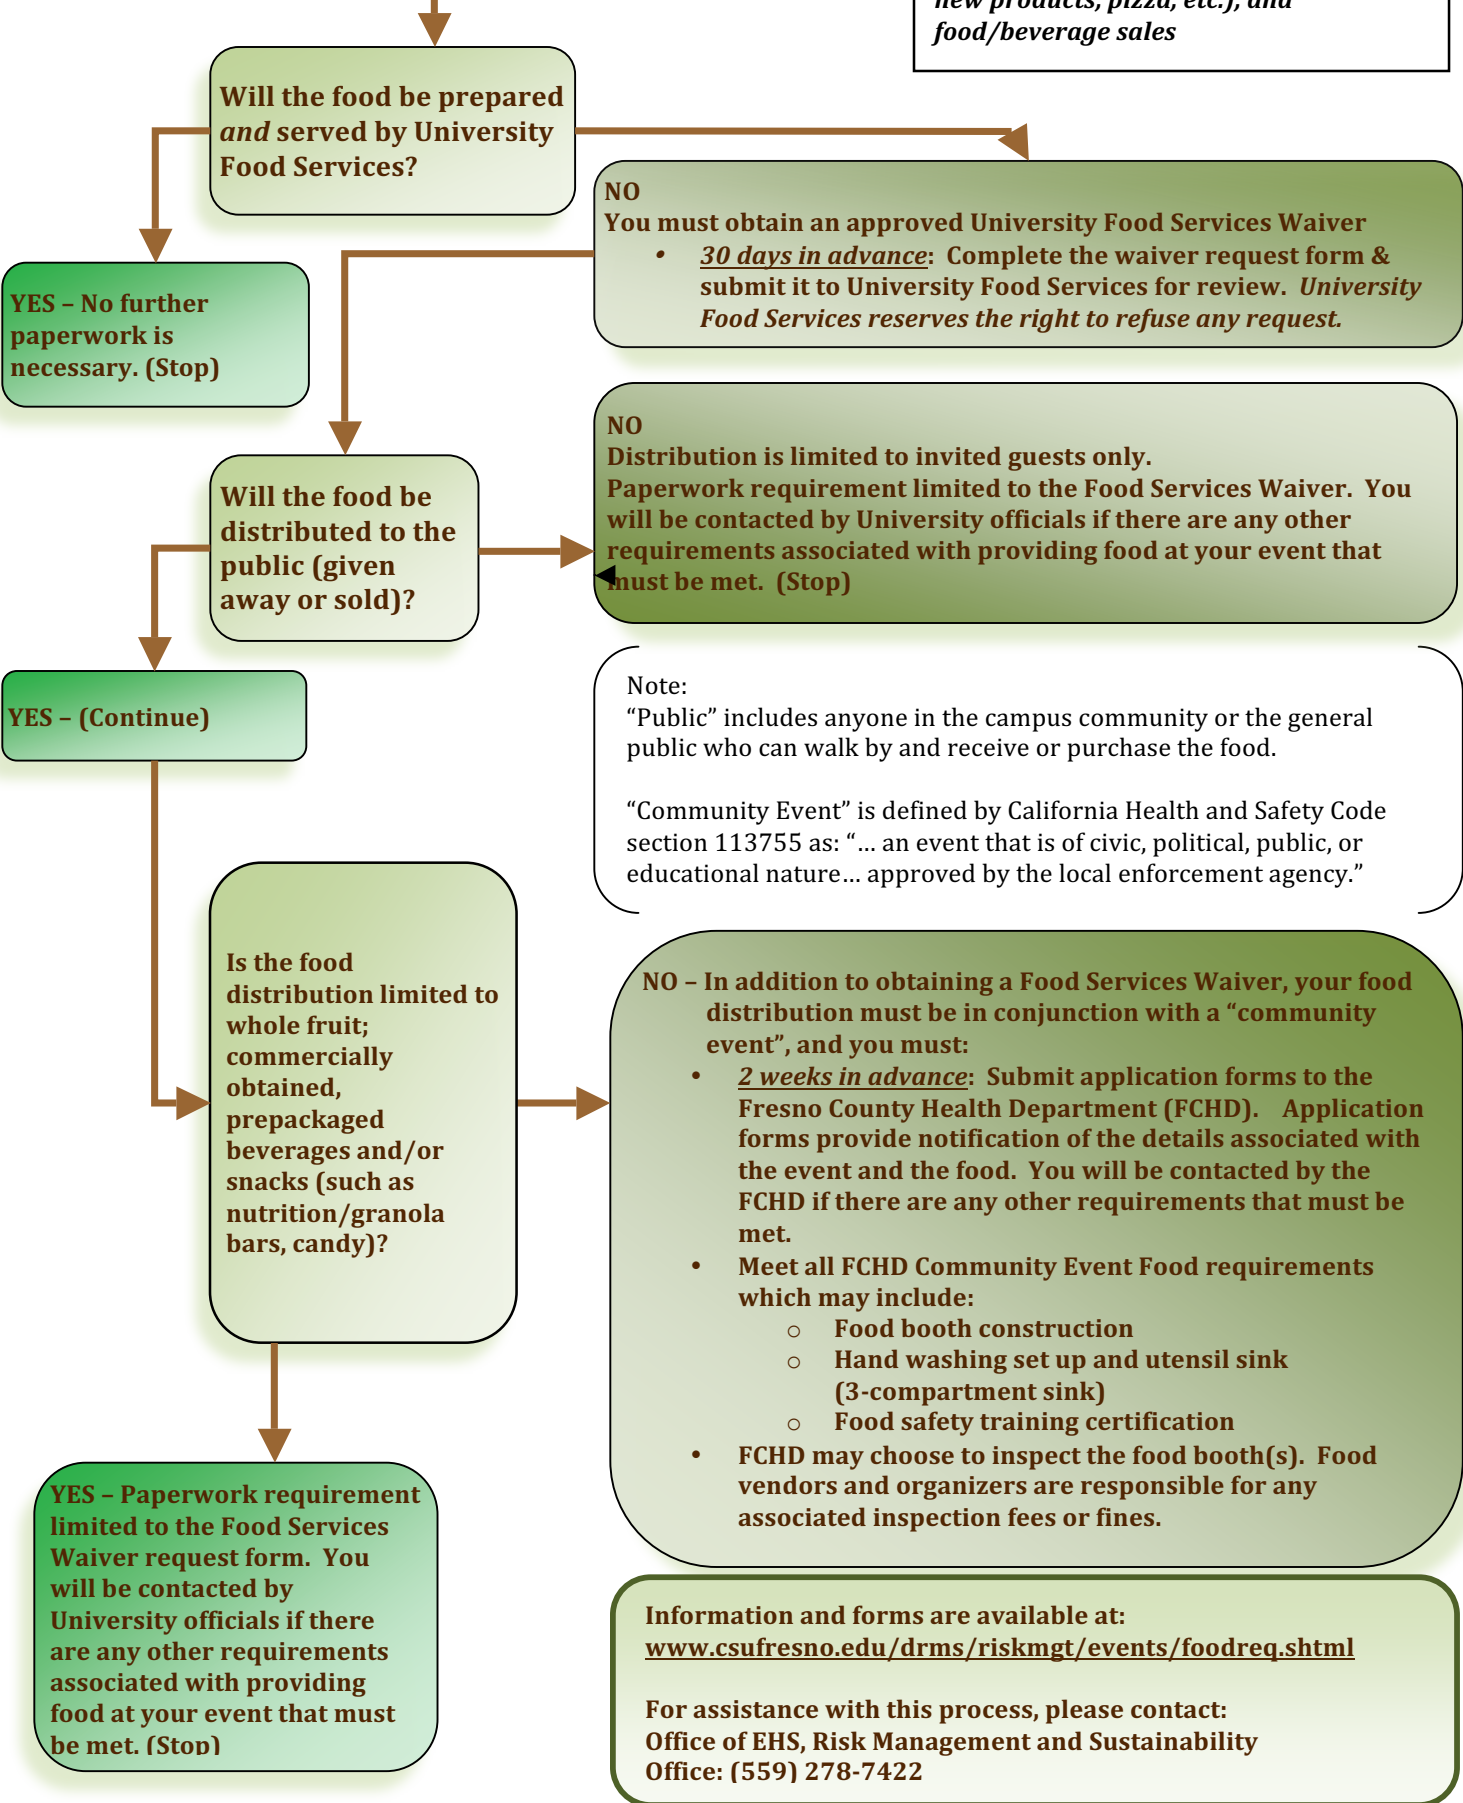 new products, pizza, etc.), and
food/beverage sales
Will the food be prepared
and served by University
Food Services?
NO
You must obtain an approved University Food Services Waiver
• 30 days in advance: Complete the waiver request form &
submit it to University Food Services for review. University
Food Services reserves the right to refuse any request.
YES – No further
paperwork is
necessary. (Stop)
NO
Distribution is limited to invited guests only.
Paperwork requirement limited to the Food Services Waiver. You
will be contacted by University officials if there are any other
requirements associated with providing food at your event that
must be met. (Stop)
Will the food be
distributed to the
public (given
away or sold)?
YES – (Continue)
Note:
“Public” includes anyone in the campus community or the general
public who can walk by and receive or purchase the food.
“Community Event” is defined by California Health and Safety Code
section 113755 as: “… an event that is of civic, political, public, or
educational nature… approved by the local enforcement agency.”
Is the food
distribution limited to
whole fruit;
commercially
obtained,
prepackaged
beverages and/or
snacks (such as
nutrition/granola
bars, candy)?
NO – In addition to obtaining a Food Services Waiver, your food
distribution must be in conjunction with a “community
event”, and you must:
• 2 weeks in advance: Submit application forms to the
Fresno County Health Department (FCHD). Application
forms provide notification of the details associated with
the event and the food. You will be contacted by the
FCHD if there are any other requirements that must be
met.
• Meet all FCHD Community Event Food requirements
which may include:
o Food booth construction
o Hand washing set up and utensil sink
(3-compartment sink)
o Food safety training certification
• FCHD may choose to inspect the food booth(s). Food
vendors and organizers are responsible for any
associated inspection fees or fines.
YES – Paperwork requirement
limited to the Food Services
Waiver request form. You
will be contacted by
University officials if there
are any other requirements
associated with providing
food at your event that must
be met. (Stop)
Information and forms are available at:
www.csufresno.edu/drms/riskmgt/events/foodreq.shtml
For assistance with this process, please contact:
Office of EHS, Risk Management and Sustainability
Office: (559) 278-7422